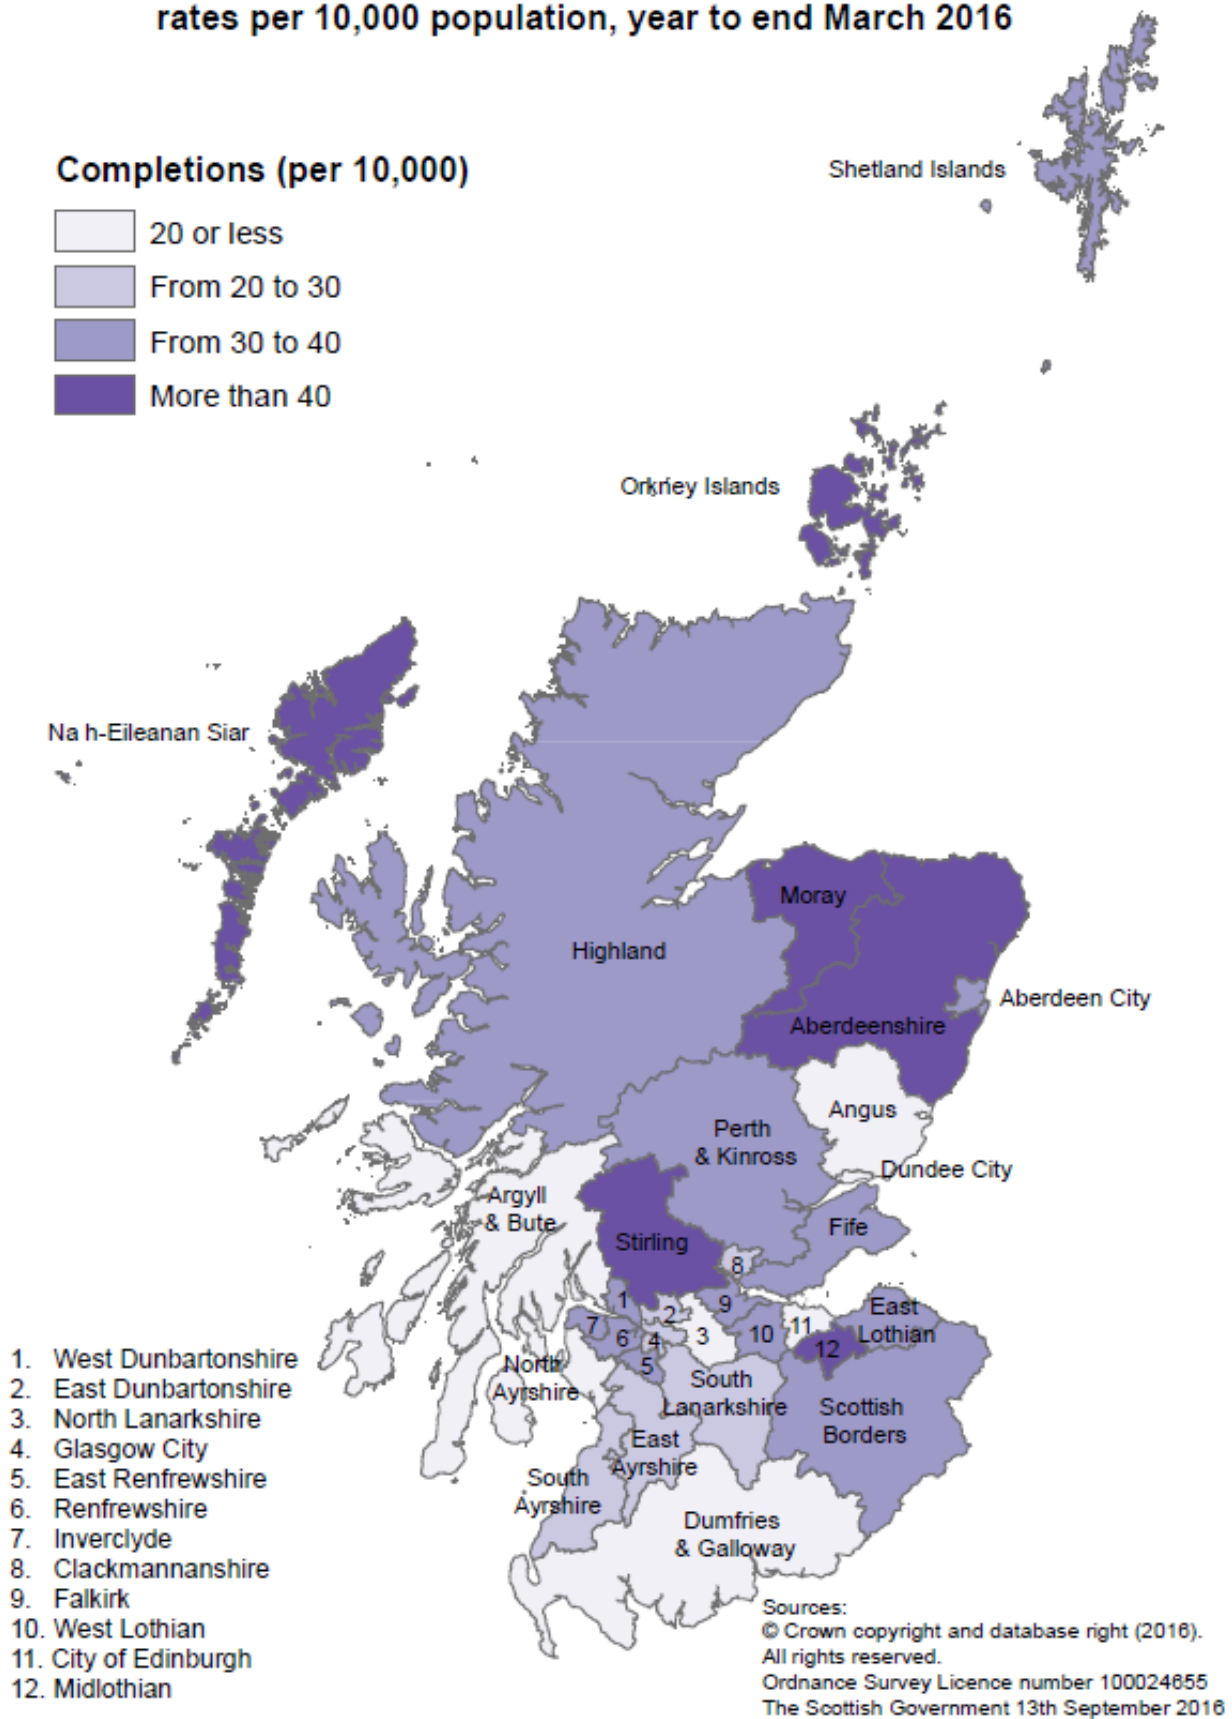 rates per 10,000 population, year to end March 2016
Completions (per 10,000)
20 or less
From 20 to 30
From 30 to 40
More than 40
Shetland Islands
Orkney Islands
Na h-Eileanan Siar
Moray
Highland
Aberdeen City
Aberdeenshire
Angus
Perth
& Kinross
Dundee City
Argyll
& Bute
Fife
Stirling
8
1
2
9
East
Lothian
7
6
4
3
10
11
12
5
North
Ayrshire
South
Lanarkshire
Scottish
Borders
East
Ayrshire
South
Ayrshire
Dumfries
& Galloway
1. West Dunbartonshire
2. East Dunbartonshire
3. North Lanarkshire
4. Glasgow City
5. East Renfrewshire
6. Renfrewshire
7. Inverclyde
8. Clackmannanshire
9. Falkirk
10. West Lothian
11. City of Edinburgh
12. Midlothian
Sources:
© Crown copyright and database right (2016).
All rights reserved.
Ordnance Survey Licence number 100024655
The Scottish Government 13th September 2016